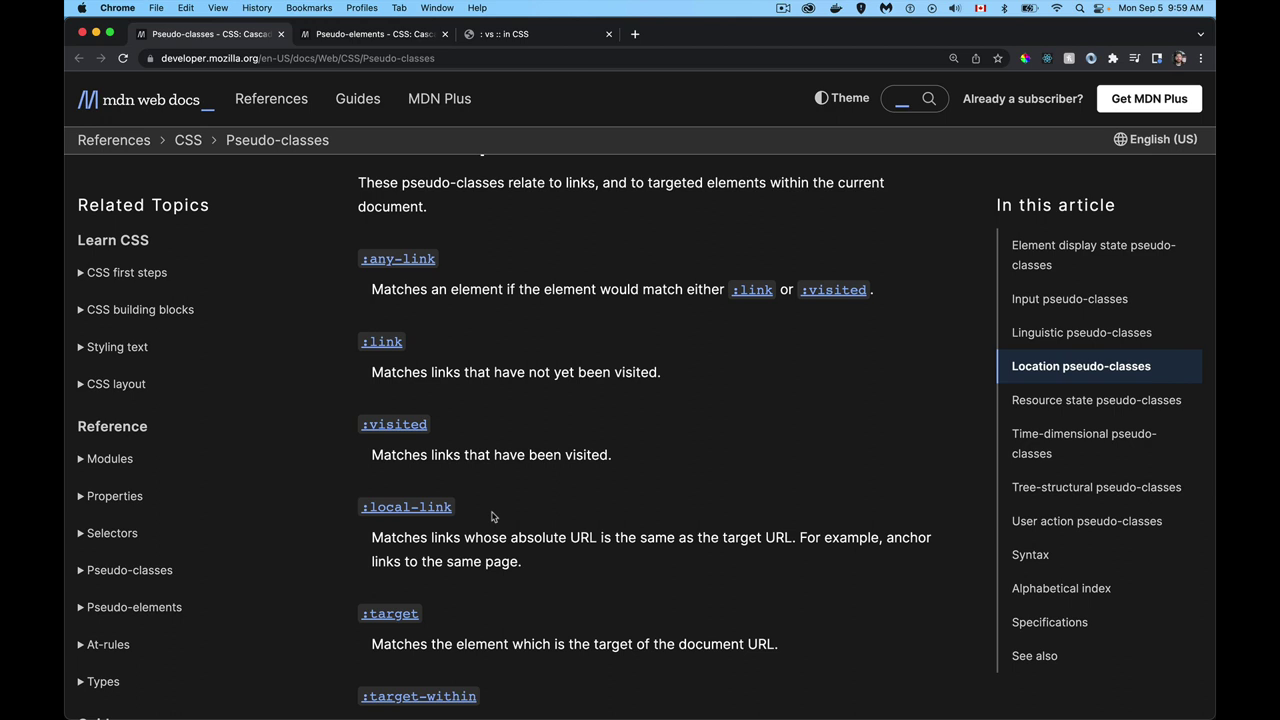 Chrome File Edit View History Bookmarks Profiles Tab Window Help Mon Sep 5 9:59 AM
Pseudo-classes - CSS: Cascad Pseudo-elements - CSS: Casca : vs :: in CSS
developer.mozilla.org/en-US/docs/Web/CSS/Pseudo-classes
mdn web docs_ References Guides MDN Plus Theme Already a subscriber? Get MDN Plus
References > CSS > Pseudo-classes English (US)
Related Topics
Learn CSS
CSS first steps
CSS building blocks
Styling text
CSS layout
Reference
Modules
Properties
Selectors
Pseudo-classes
Pseudo-elements
At-rules
Types
These pseudo-classes relate to links, and to targeted elements within the current
document.
:any-link
Matches an element if the element would match either :link or :visited.
:link
Matches links that have not yet been visited.
:visited
Matches links that have been visited.
:local-link
Matches links whose absolute URL is the same as the target URL. For example, anchor
links to the same page.
:target
Matches the element which is the target of the document URL.
:target-within
In this article
Element display state pseudo-
classes
Input pseudo-classes
Linguistic pseudo-classes
Location pseudo-classes
Resource state pseudo-classes
Time-dimensional pseudo-
classes
Tree-structural pseudo-classes
User action pseudo-classes
Syntax
Alphabetical index
Specifications
See also